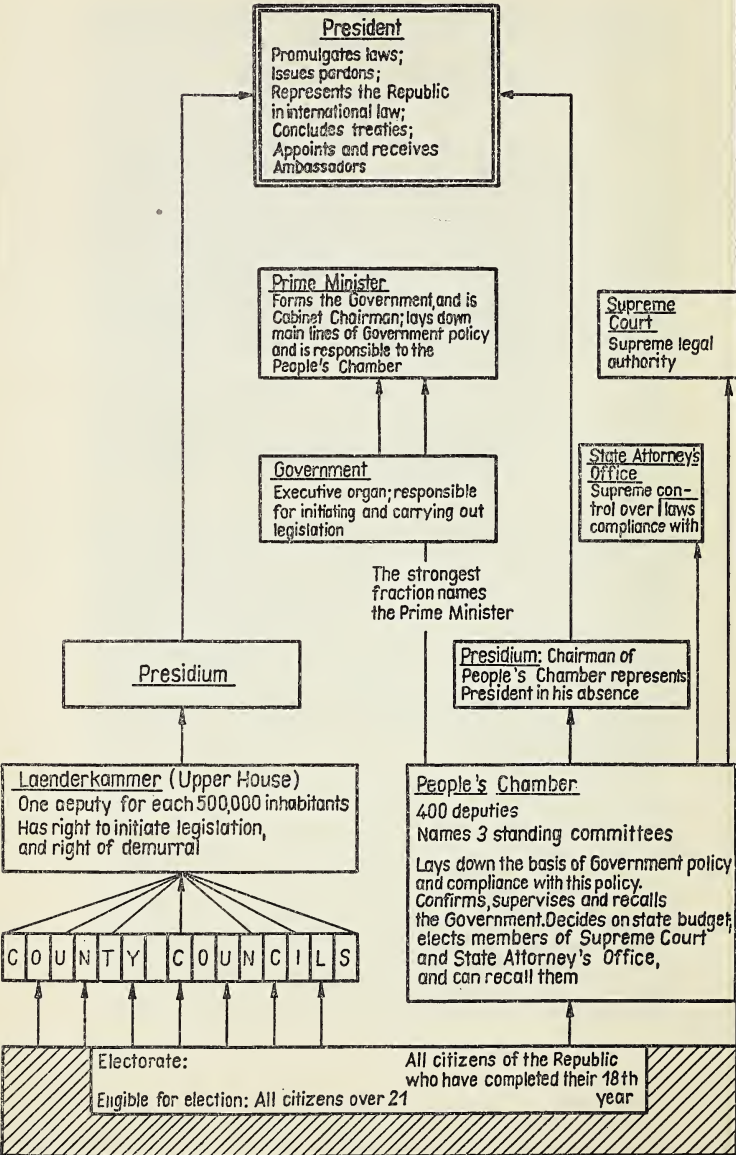 President
Promulgates laws;
Issues pardons;
Represents the Republic
in international law;
Concludes treaties;
Appoints and receives
Ambassadors
Prime Minister
Forms the Government, and is
Cabinet Chairman; lays down
main lines of Government policy
and is responsible to the
People's Chamber
Supreme
Court
Supreme legal
authority
Government
Executive organ; responsible
for initiating and carrying out
legislation
State Attorney's
Office
Supreme con-
trol over laws
compliance with
The strongest
fraction names
the Prime Minister
Presidium
Presidium: Chairman of
People's Chamber represents
President in his absence
Laenderkammer (Upper House)
One deputy for each 500,000 inhabitants
Has right to initiate legislation,
and right of demurral
People's Chamber
400 deputies
Names 3 standing committees
Lays down the basis of Government policy
and compliance with this policy.
Confirms, supervises and recalls
the Government. Decides on state budget,
elects members of Supreme Court
and State Attorney's Office,
and can recall them
COUNTY COUNCILS
Electorate: All citizens of the Republic
who have completed their 18th
year
Eligible for election: All citizens over 21